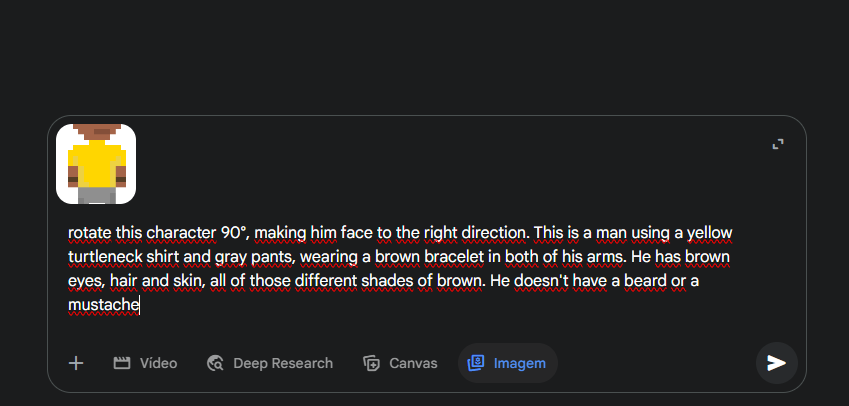 rotate this character 90°, making him face to the right direction. This is a man using a yellow
turtleneck shirt and gray pants, wearing a brown bracelet in both of his arms. He has brown
eyes, hair and skin, all of those different shades of brown. He doesn't have a beard or a
mustache
Vídeo Deep Research Canvas Imagem